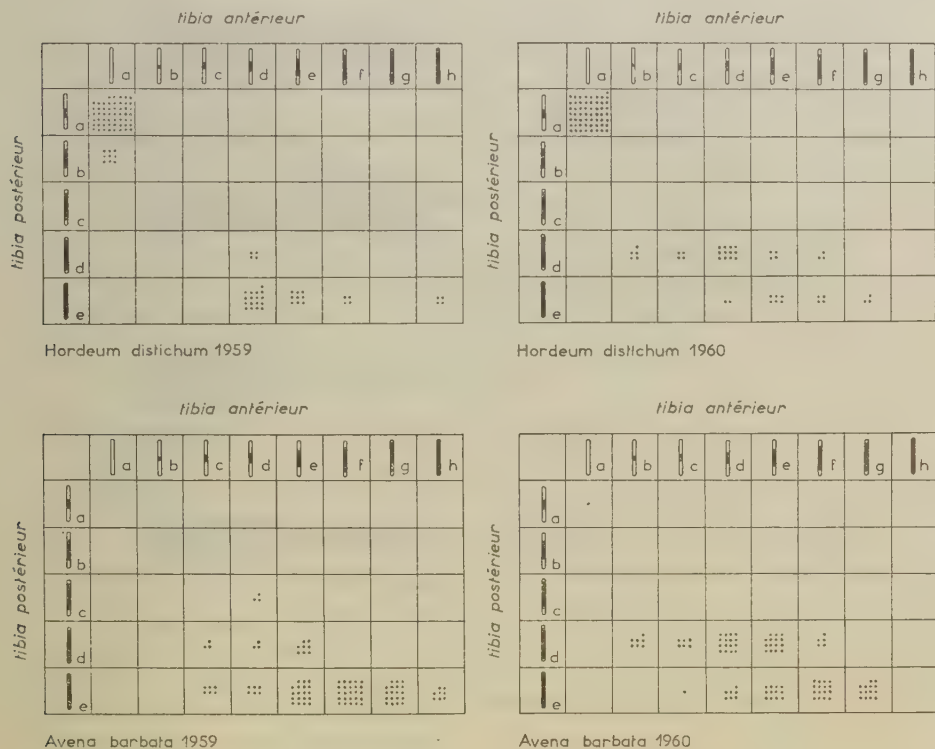 tibia antérieur
a b c d e f g h
tibia postérieur
a
b
c
d
e
Hordeum distichum 1959
tibia antérieur
a b c d e f g h
tibia postérieur
a
b
c
d
e
Hordeum distichum 1960
tibia antérieur
a b c d e f g h
tibia postérieur
a
b
c
d
e
Avena barbata 1959
tibia antérieur
a b c d e f g h
tibia postérieur
a
b
c
d
e
Avena barbata 1960